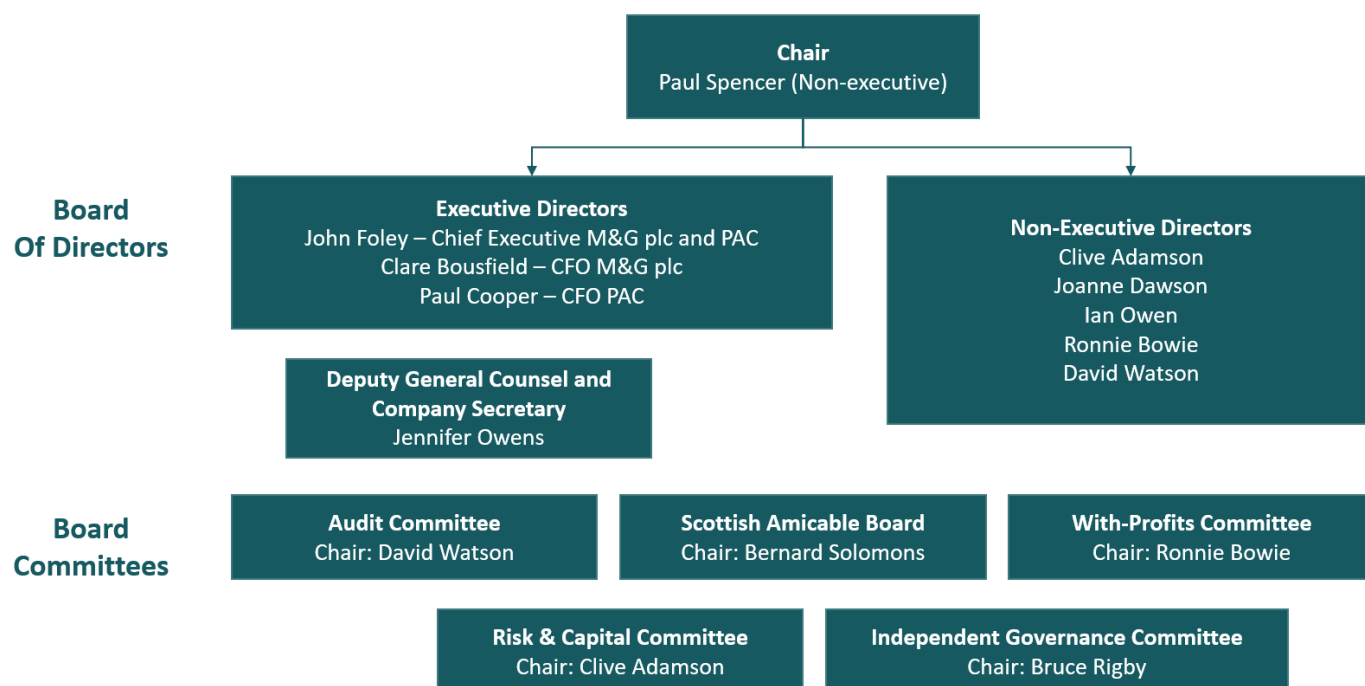 Chair
Paul Spencer (Non-executive)
Board
Of Directors
Executive Directors
John Foley – Chief Executive M&G plc and PAC
Clare Bousfield – CFO M&G plc
Paul Cooper – CFO PAC
Non-Executive Directors
Clive Adamson
Joanne Dawson
Ian Owen
Ronnie Bowie
David Watson
Deputy General Counsel and
Company Secretary
Jennifer Owens
Board
Committees
Audit Committee
Chair: David Watson
Scottish Amicable Board
Chair: Bernard Solomons
With-Profits Committee
Chair: Ronnie Bowie
Risk & Capital Committee
Chair: Clive Adamson
Independent Governance Committee
Chair: Bruce Rigby